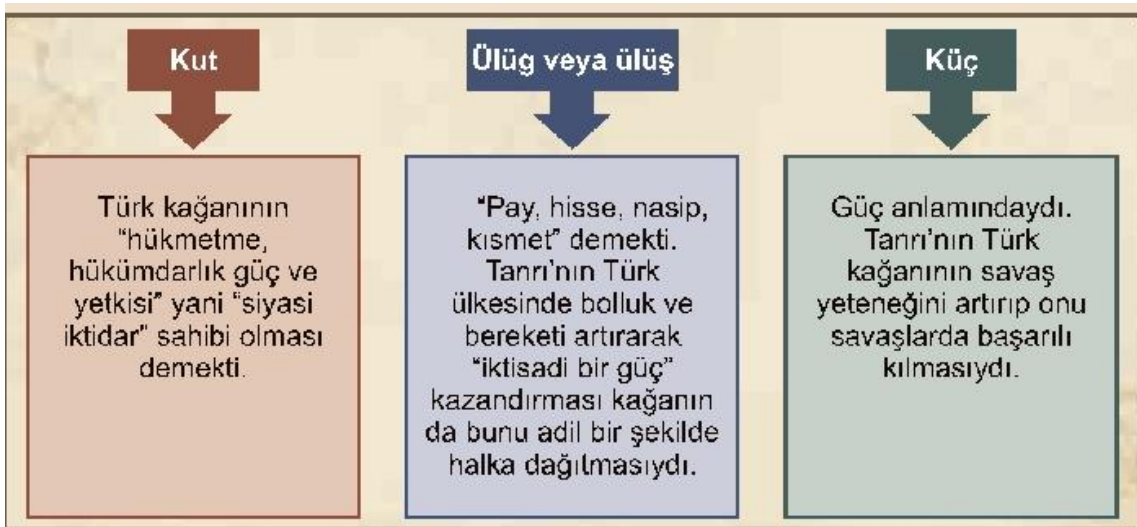 Kut
Türk kağanının
“hükmetme,
hükümdarlık güç ve
yetkisi” yani “siyasi
iktidar” sahibi olması
demekti.
Ülüg veya ülüş
“Pay, hisse, nasip,
kısmet” demekti.
Tanrı’nın Türk
ülkesinde bolluk ve
bereketi artırarak
“iktisadi bir güç”
kazandırması kağanın
da bunu adil bir şekilde
halka dağıtmasıydı.
Küç
Güç anlamındaydı.
Tanrı’nın Türk
kağanının savaş
yeteneğini artırıp onu
savaşlarda başarılı
kılmasıydı.